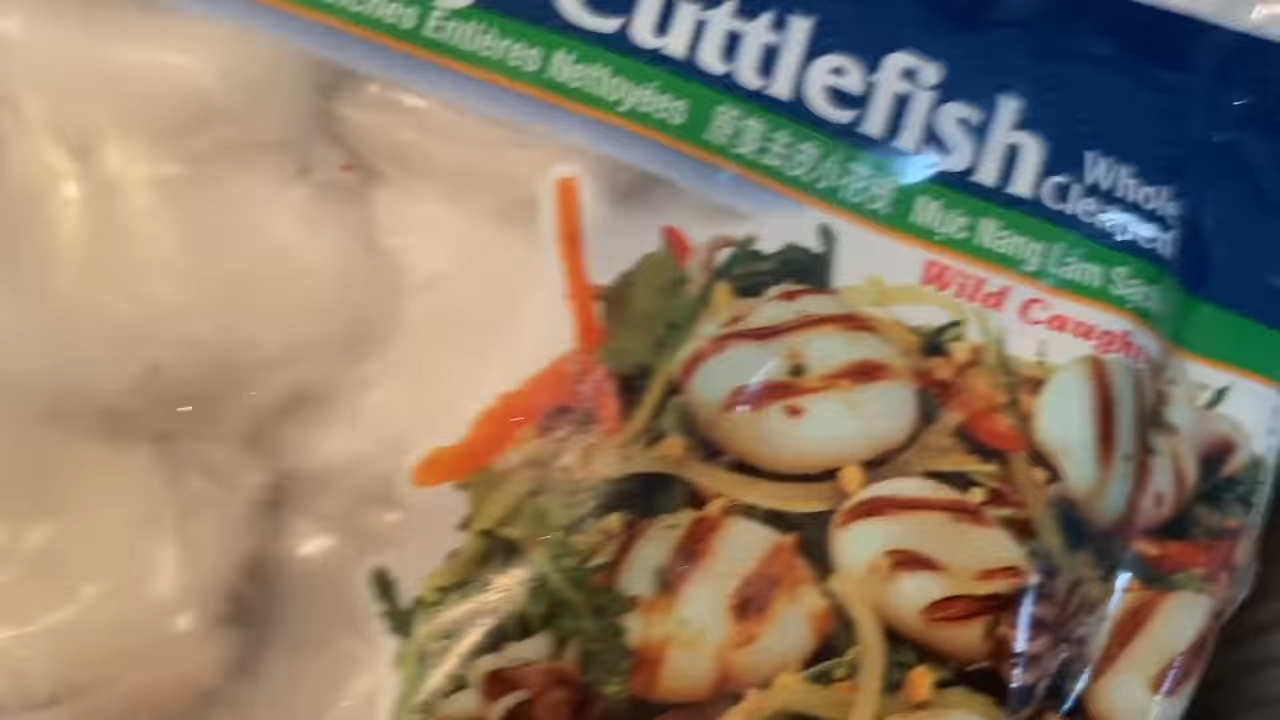 Cuttlefish
Whole
Cleaned
Entières Nettoyées
Mực Nang Làm Sạch
Wild Caught